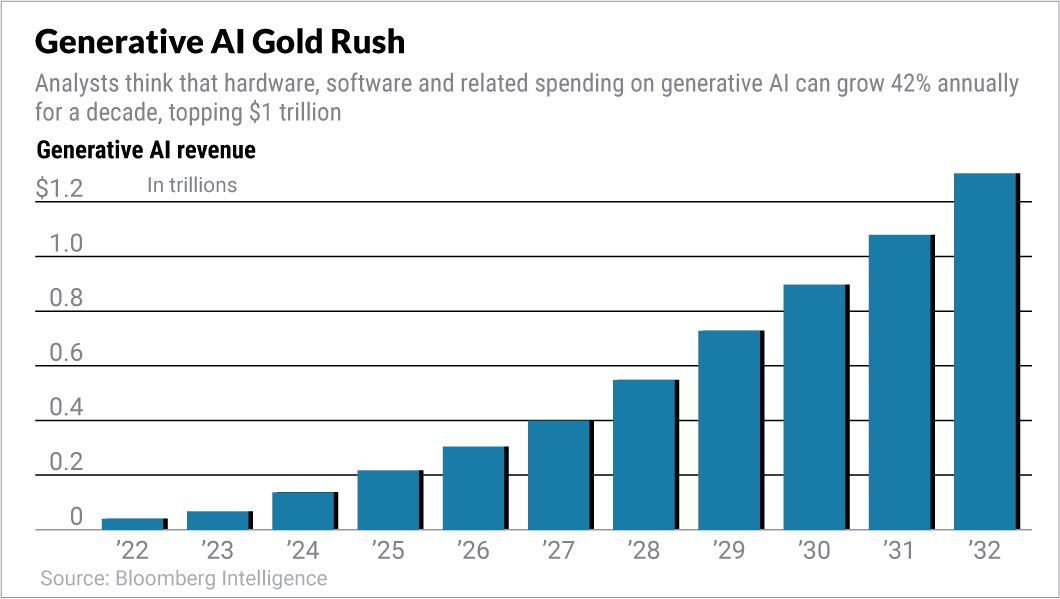 Generative AI Gold Rush
Analysts think that hardware, software and related spending on generative AI can grow 42% annually
for a decade, topping $1 trillion
Generative AI revenue
$1.2 In trillions
1.0
0.8
0.6
0.4
0.2
0
’22 ’23 ’24 ’25 ’26 ’27 ’28 ’29 ’30 ’31 ’32
Source: Bloomberg Intelligence